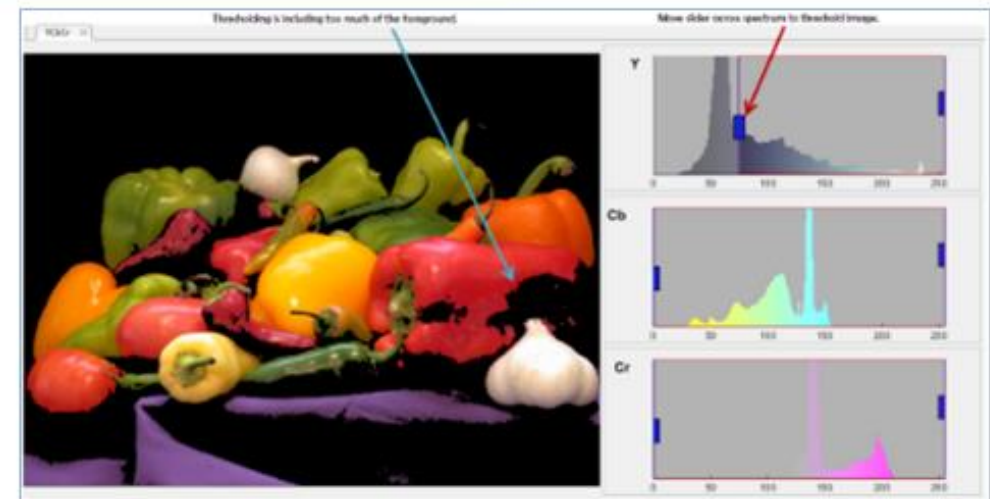 Thresholding is including too much of the foreground.
Move slider across spectrum to threshold image.
YCbCr
Y
0 50 100 150 200 250
Cb
0 50 100 150 200 250
Cr
0 50 100 150 200 250